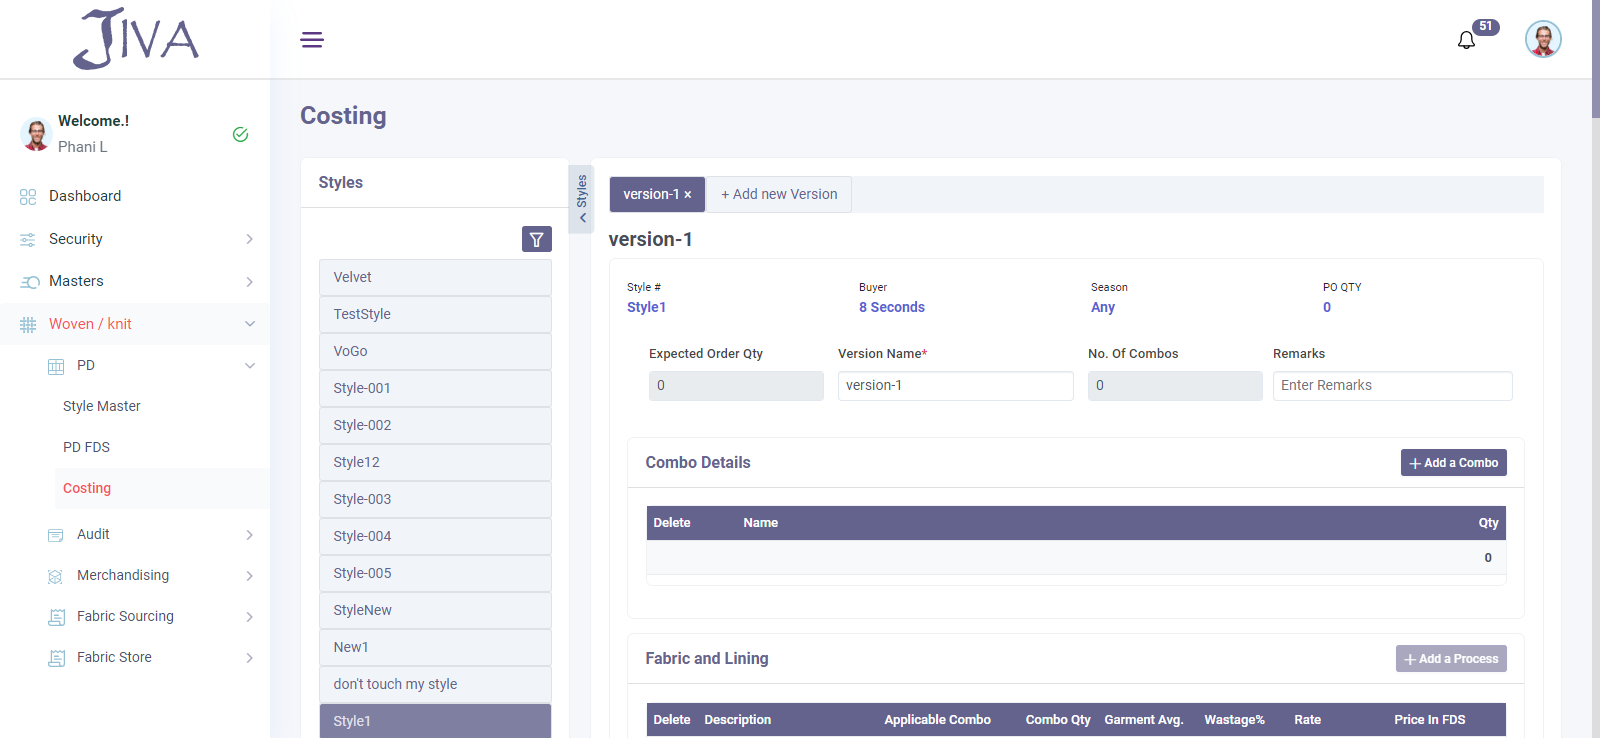 JIVA
51
Welcome.!
Phani L
Dashboard
Security
Masters
Woven / knit
PD
Style Master
PD FDS
Costing
Audit
Merchandising
Fabric Sourcing
Fabric Store
Costing
Styles
Velvet
TestStyle
VoGo
Style-001
Style-002
Style12
Style-003
Style-004
Style-005
StyleNew
New1
don't touch my style
Style1
Styles
version-1 × + Add new Version
version-1
Style # Buyer Season PO QTY
Style1 8 Seconds Any 0
Expected Order Qty Version Name* No. Of Combos Remarks
0 version-1 0 Enter Remarks
Combo Details + Add a Combo
Delete Name Qty
0
Fabric and Lining + Add a Process
Delete Description Applicable Combo Combo Qty Garment Avg. Wastage% Rate Price In FDS